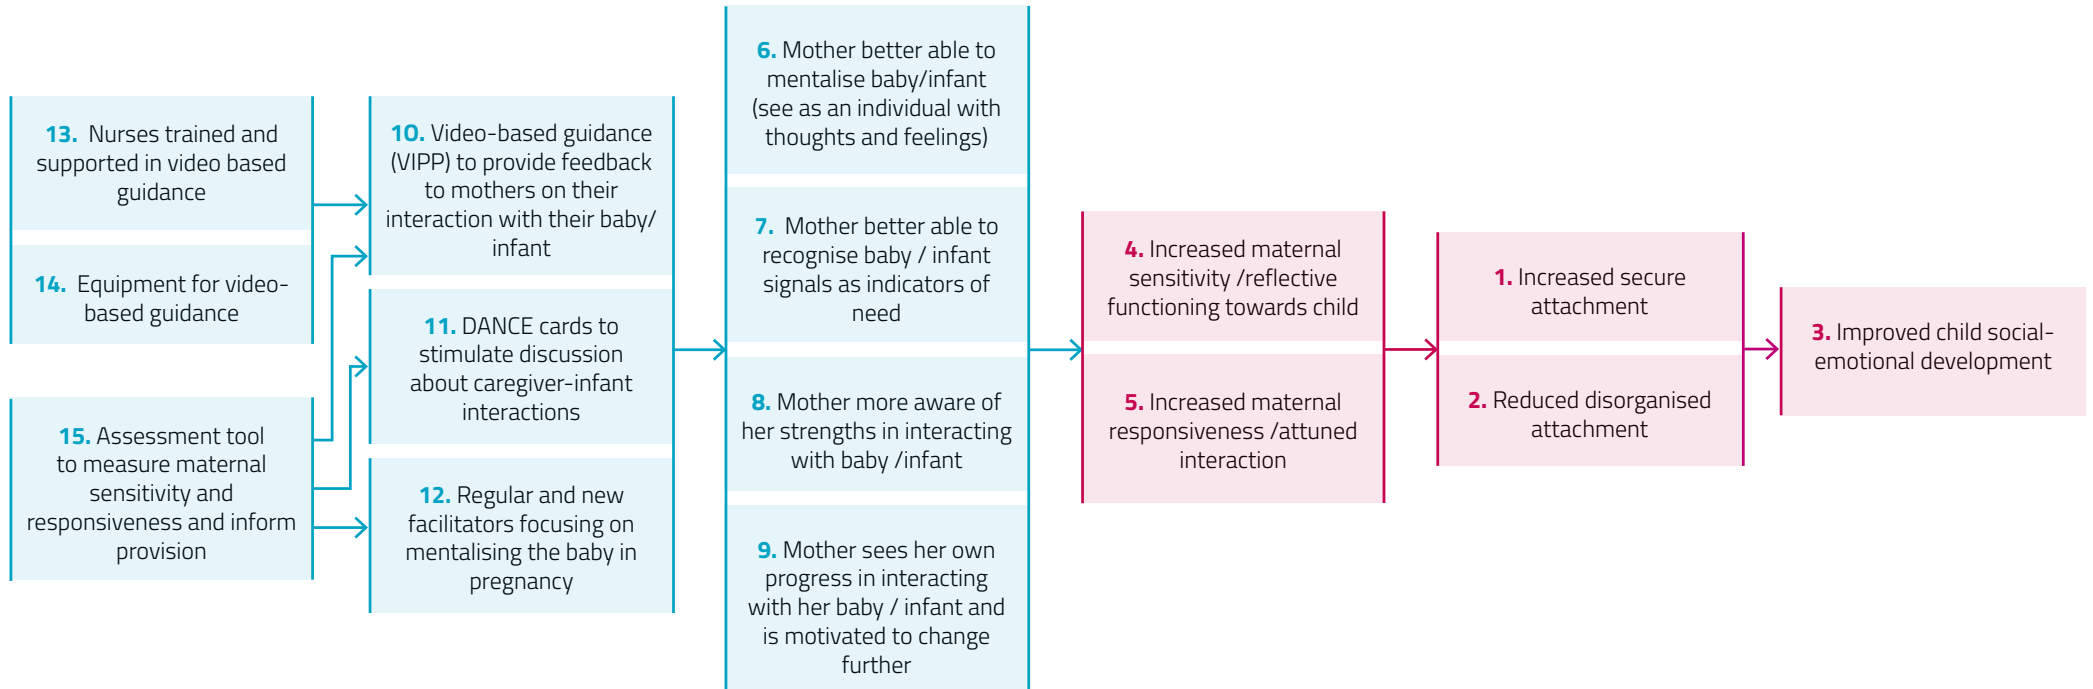 13. Nurses trained and
supported in video based
guidance
14. Equipment for video-
based guidance
15. Assessment tool
to measure maternal
sensitivity and
responsiveness and inform
provision
10. Video-based guidance
(VIPP) to provide feedback
to mothers on their
interaction with their baby/
infant
11. DANCE cards to
stimulate discussion
about caregiver-infant
interactions
12. Regular and new
facilitators focusing on
mentalising the baby in
pregnancy
6. Mother better able to
mentalise baby/infant
(see as an individual with
thoughts and feelings)
7. Mother better able to
recognise baby / infant
signals as indicators of
need
8. Mother more aware of
her strengths in interacting
with baby /infant
9. Mother sees her own
progress in interacting
with her baby / infant and
is motivated to change
further
4. Increased maternal
sensitivity /reflective
functioning towards child
5. Increased maternal
responsiveness /attuned
interaction
1. Increased secure
attachment
2. Reduced disorganised
attachment
3. Improved child social-
emotional development